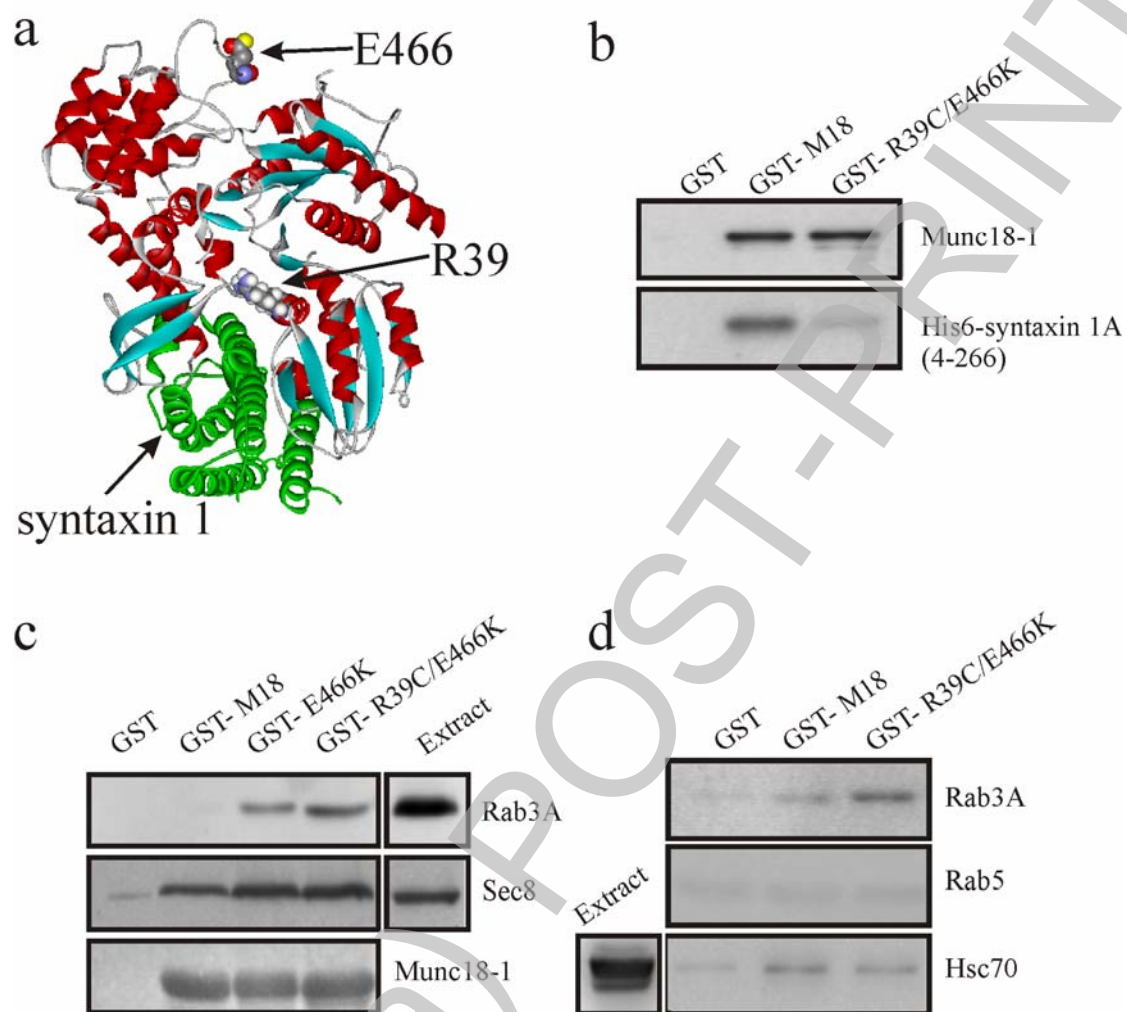 a
E466
R39
syntaxin 1
b
GST
GST- M18
GST- R39C/E466K
Munc18-1
His6-syntaxin 1A
(4-266)
c
GST
GST- M18
GST- E466K
GST- R39C/E466K
Extract
Rab3A
Sec8
Munc18-1
d
GST
GST- M18
GST- R39C/E466K
Rab3A
Rab5
Extract
Hsc70
) POST-PRINT